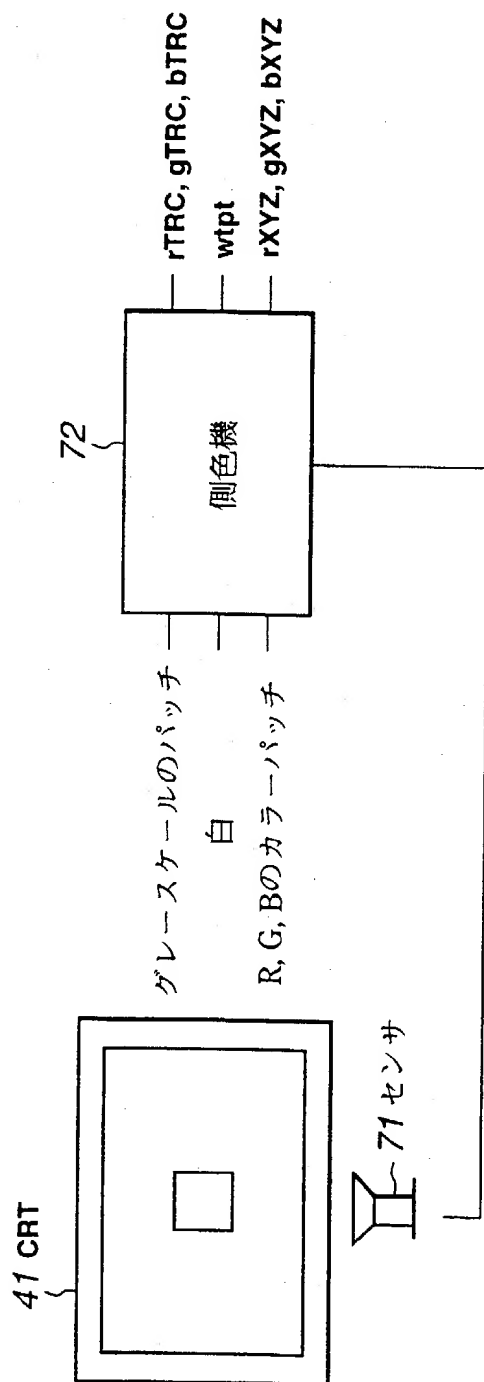 41 CRT
グレースケールのパッチ
白
R, G, Bのカラーパッチ
71 センサ
72
側色機
rTRC, gTRC, bTRC
wtpt
rXYZ, gXYZ, bXYZ